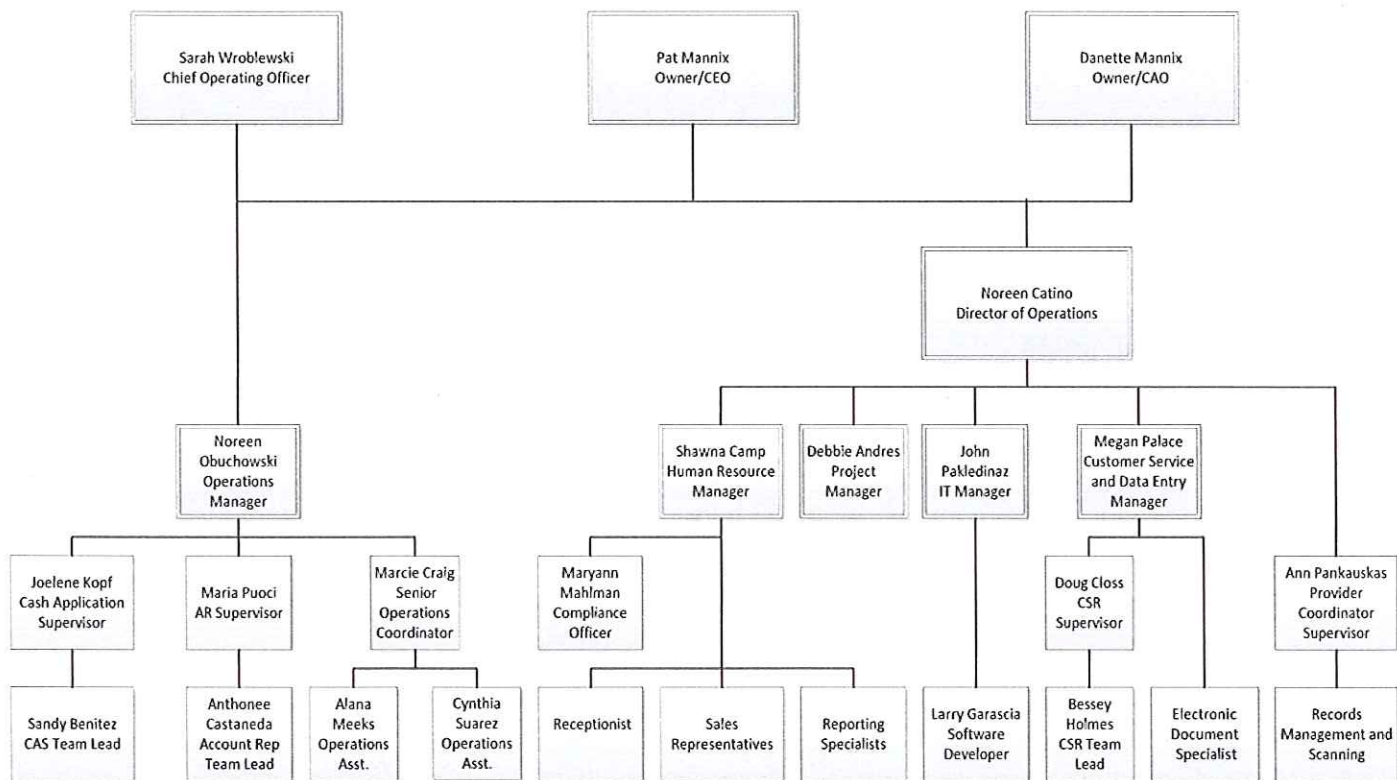 Sarah Wroblewski
Chief Operating Officer
Pat Mannix
Owner/CEO
Danette Mannix
Owner/CAO
Noreen Catino
Director of Operations
Noreen
Obuchowski
Operations
Manager
Shawna Camp
Human Resource
Manager
Debbie Andres
Project
Manager
John
Pakledinaz
IT Manager
Megan Palace
Customer Service
and Data Entry
Manager
Joelene Kopf
Cash Application
Supervisor
Maria Puoci
AR Supervisor
Marcie Craig
Senior
Operations
Coordinator
Maryann
Mahlman
Compliance
Officer
Doug Closs
CSR
Supervisor
Ann Pankauskas
Provider
Coordinator
Supervisor
Sandy Benitez
CAS Team Lead
Anthonee
Castaneda
Account Rep
Team Lead
Alana
Meeks
Operations
Asst.
Cynthia
Suarez
Operations
Asst.
Receptionist
Sales
Representatives
Reporting
Specialists
Larry Garascia
Software
Developer
Bessey
Holmes
CSR Team
Lead
Electronic
Document
Specialist
Records
Management
and Scanning